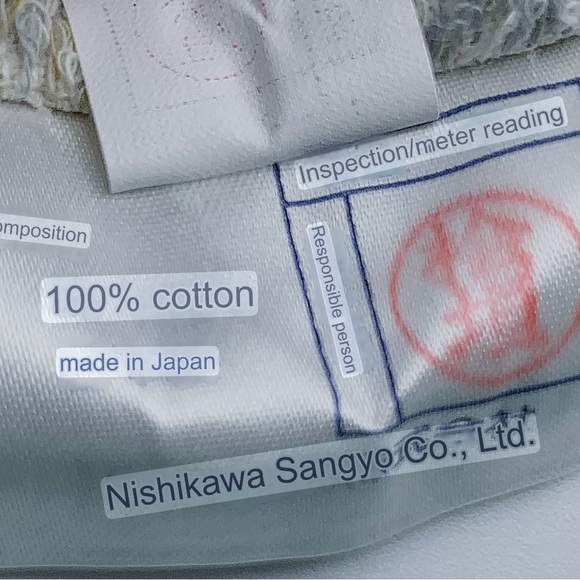 Inspection/meter reading
Responsible person
omposition
100% cotton
made in Japan
Nishikawa Sangyo Co., Ltd.